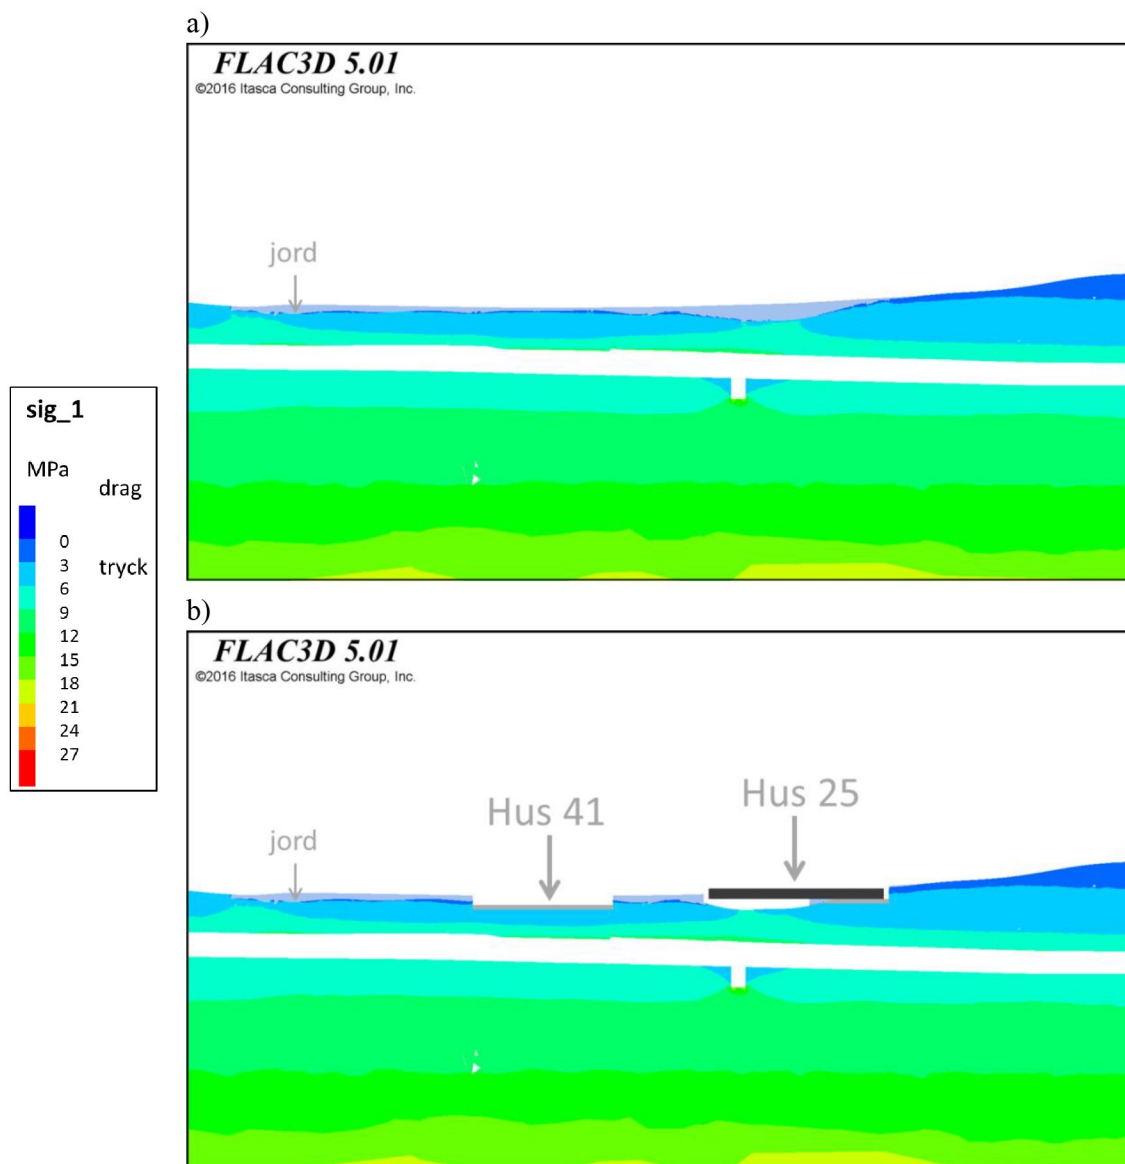 a)
FLAC3D 5.01
©2016 Itasca Consulting Group, Inc.
jord
sig_1
MPa
drag
0
3
tryck
6
9
12
15
18
21
24
27
b)
FLAC3D 5.01
©2016 Itasca Consulting Group, Inc.
Hus 41
Hus 25
jord